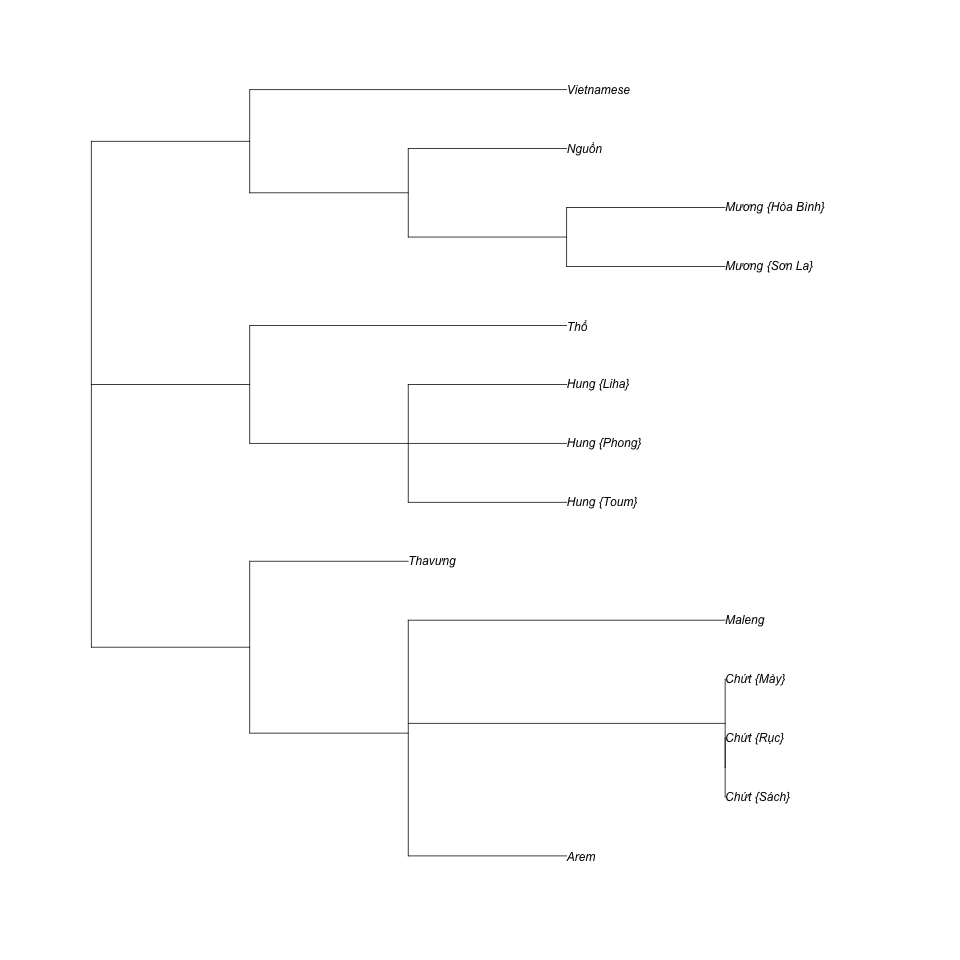 Vietnamese
Nguồn
Mương {Hòa Bình}
Mương {Sơn La}
Thổ
Hung {Liha}
Hung {Phong}
Hung {Toum}
Thavưng
Maleng
Chứt {Mày}
Chứt {Rục}
Chứt {Sách}
Arem